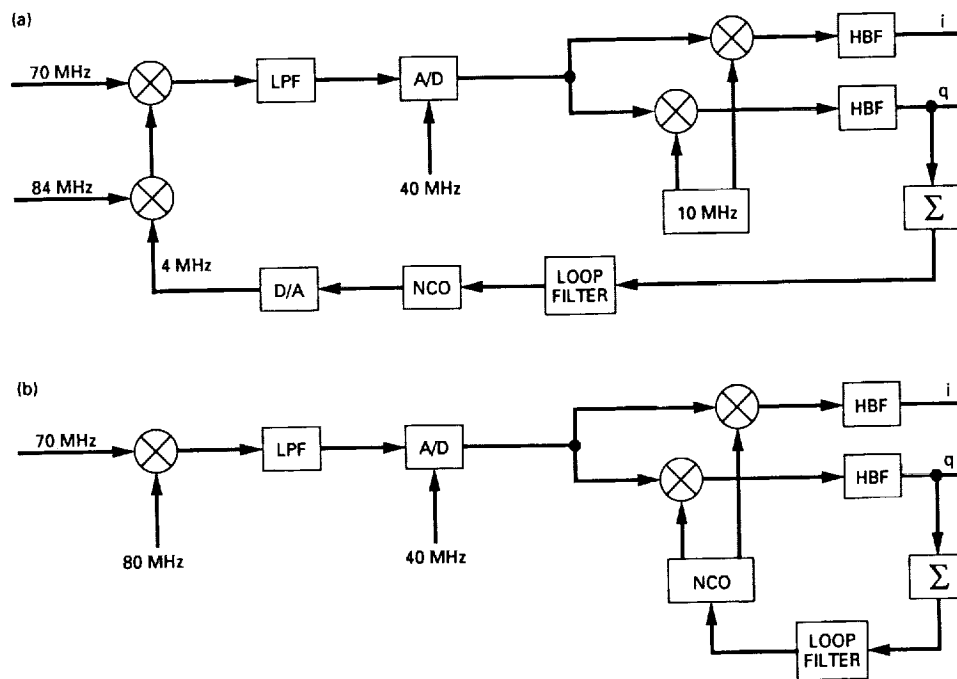 (a)
i
HBF
70 MHz
LPF
A/D
q
HBF
84 MHz
40 MHz
10 MHz
Σ
4 MHz
D/A
NCO
LOOP
FILTER
(b)
i
HBF
70 MHz
LPF
A/D
q
HBF
80 MHz
40 MHz
NCO
Σ
LOOP
FILTER